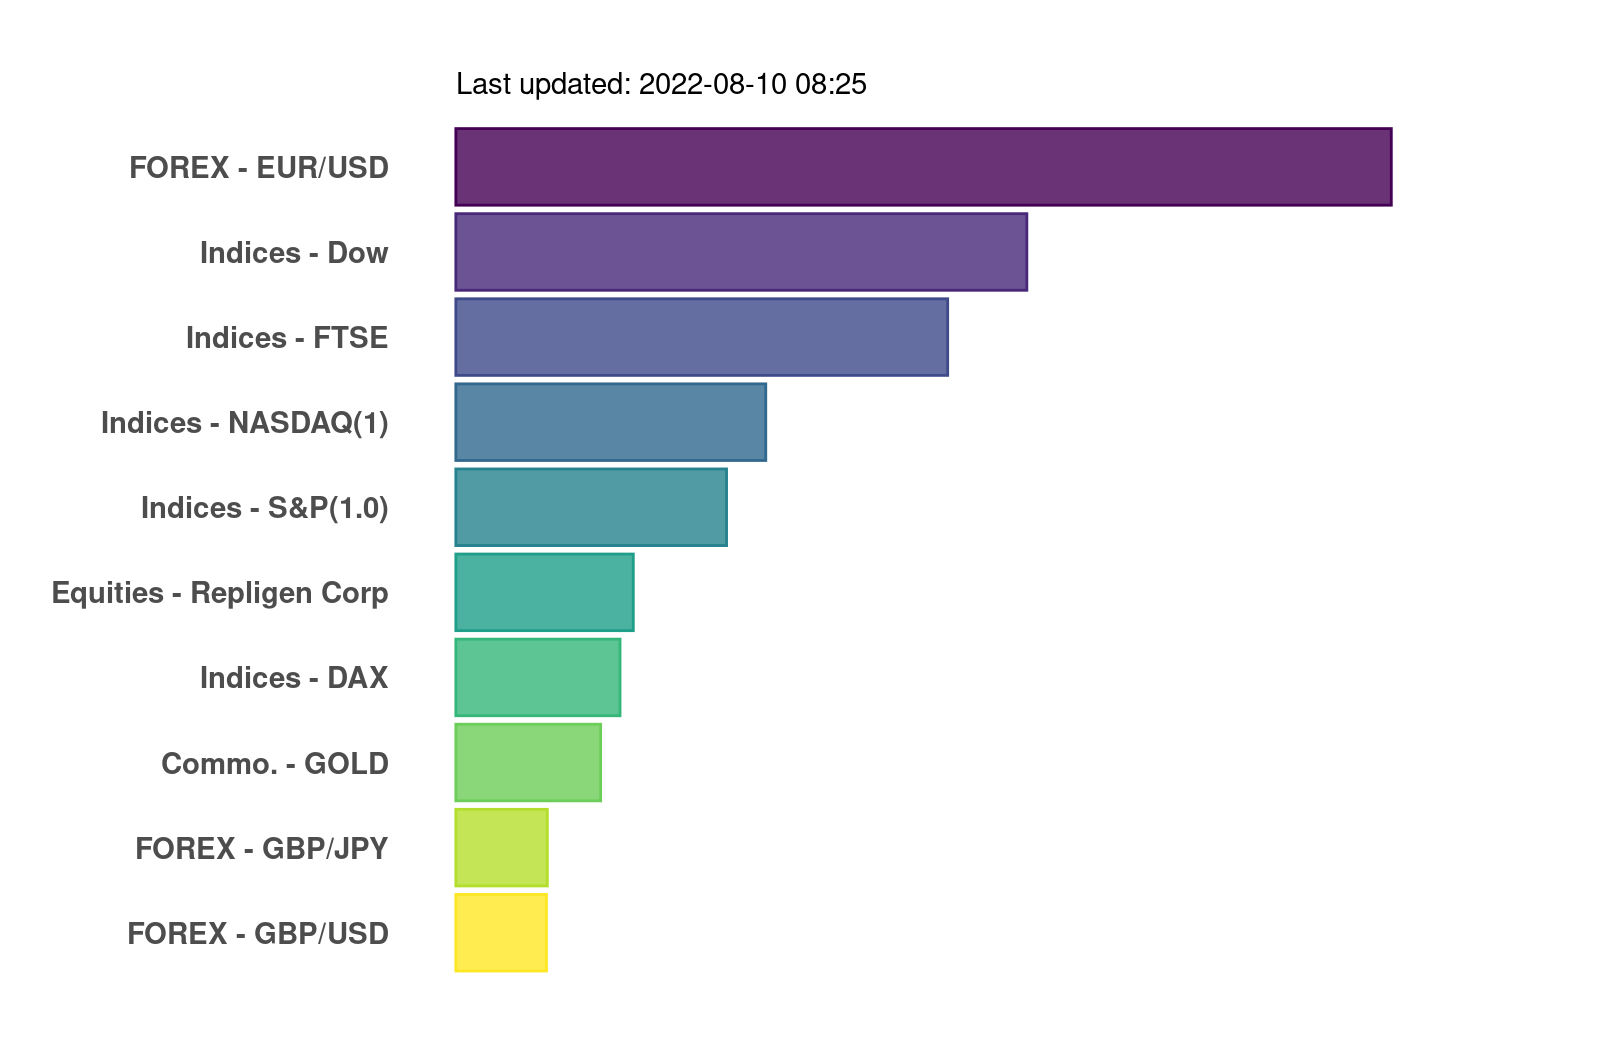 Last updated: 2022-08-10 08:25
FOREX - EUR/USD
Indices - Dow
Indices - FTSE
Indices - NASDAQ(1)
Indices - S&P(1.0)
Equities - Repligen Corp
Indices - DAX
Commo. - GOLD
FOREX - GBP/JPY
FOREX - GBP/USD